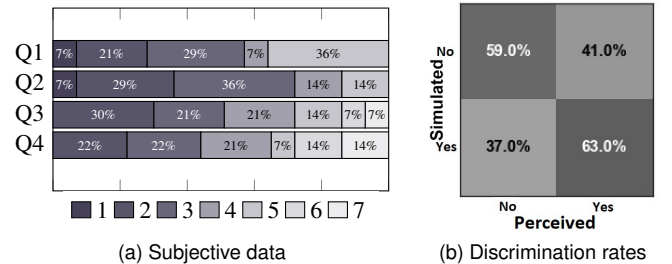 Q1 7% 21% 29% 7% 36%
Q2 7% 29% 36% 14% 14%
Q3 30% 21% 21% 14% 7% 7%
Q4 22% 22% 21% 7% 14% 14%
1 2 3 4 5 6 7
(a) Subjective data
Simulated
No 59.0% 41.0%
Yes 37.0% 63.0%
No Yes
Perceived
(b) Discrimination rates